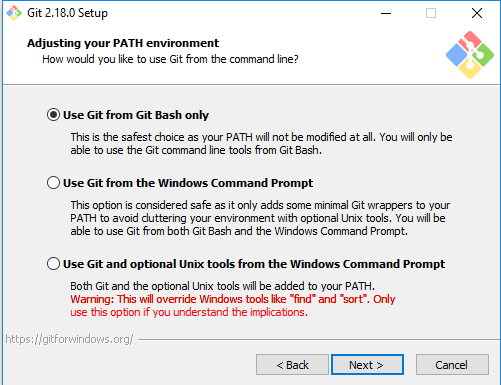 Git 2.18.0 Setup
Adjusting your PATH environment
How would you like to use Git from the command line?
Use Git from Git Bash only
This is the safest choice as your PATH will not be modified at all. You will only be
able to use the Git command line tools from Git Bash.
Use Git from the Windows Command Prompt
This option is considered safe as it only adds some minimal Git wrappers to your
PATH to avoid cluttering your environment with optional Unix tools. You will be
able to use Git from both Git Bash and the Windows Command Prompt.
Use Git and optional Unix tools from the Windows Command Prompt
Both Git and the optional Unix tools will be added to your PATH.
Warning: This will override Windows tools like "find" and "sort". Only
use this option if you understand the implications.
https://gitforwindows.org/
< Back Next > Cancel